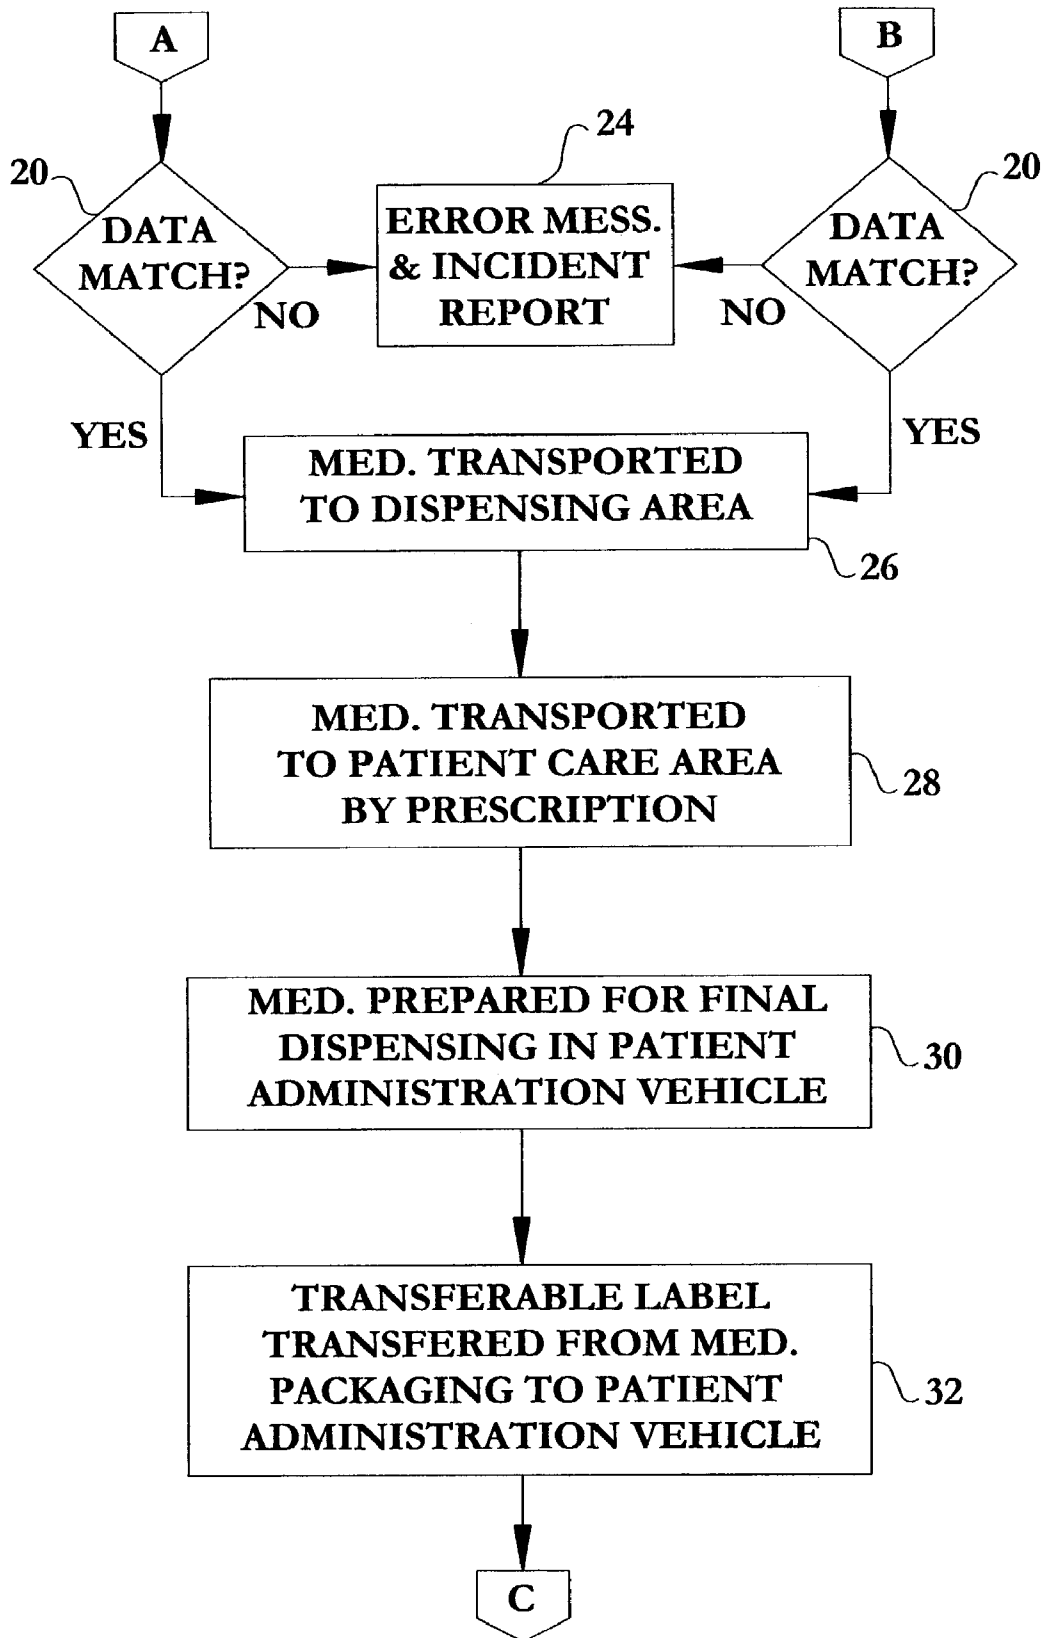 A
B
24
20
20
DATA
MATCH?
ERROR MESS.
& INCIDENT
REPORT
DATA
MATCH?
NO
NO
YES
YES
MED. TRANSPORTED
TO DISPENSING AREA
26
MED. TRANSPORTED
TO PATIENT CARE AREA
BY PRESCRIPTION
28
MED. PREPARED FOR FINAL
DISPENSING IN PATIENT
ADMINISTRATION VEHICLE
30
TRANSFERABLE LABEL
TRANSFERED FROM MED.
PACKAGING TO PATIENT
ADMINISTRATION VEHICLE
32
C